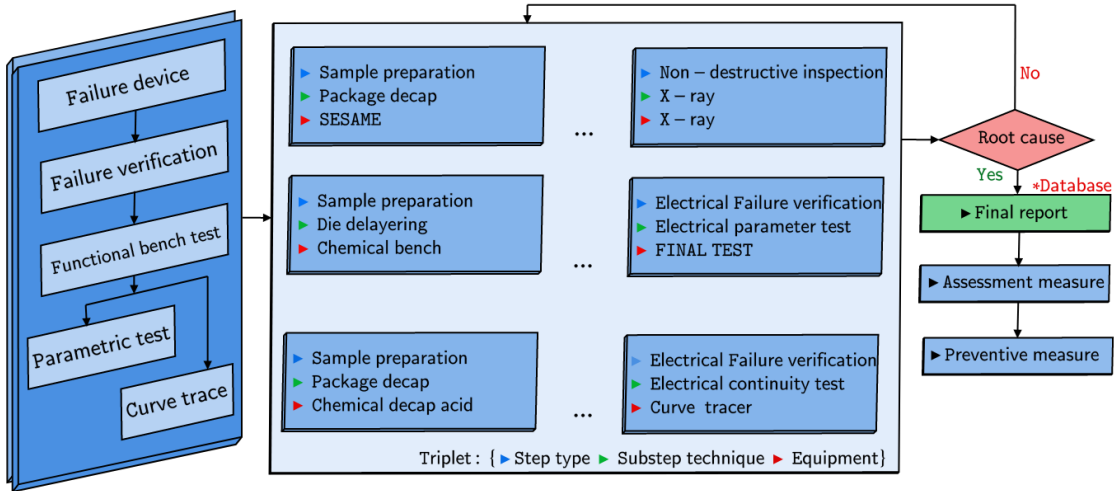 Failure device
Failure verification
Functional bench test
Parametric test
Curve trace
Sample preparation
Package decap
SESAME
...
Non-destructive inspection
X-ray
X-ray
Sample preparation
Die delayering
Chemical bench
...
Electrical Failure verification
Electrical parameter test
FINAL TEST
Sample preparation
Package decap
Chemical decap acid
...
Electrical Failure verification
Electrical continuity test
Curve tracer
Triplet: {▶Step type ▶ Substep technique ▶ Equipment}
No
Root cause
Yes
*Database
▶Final report
▶Assessment measure
▶Preventive measure